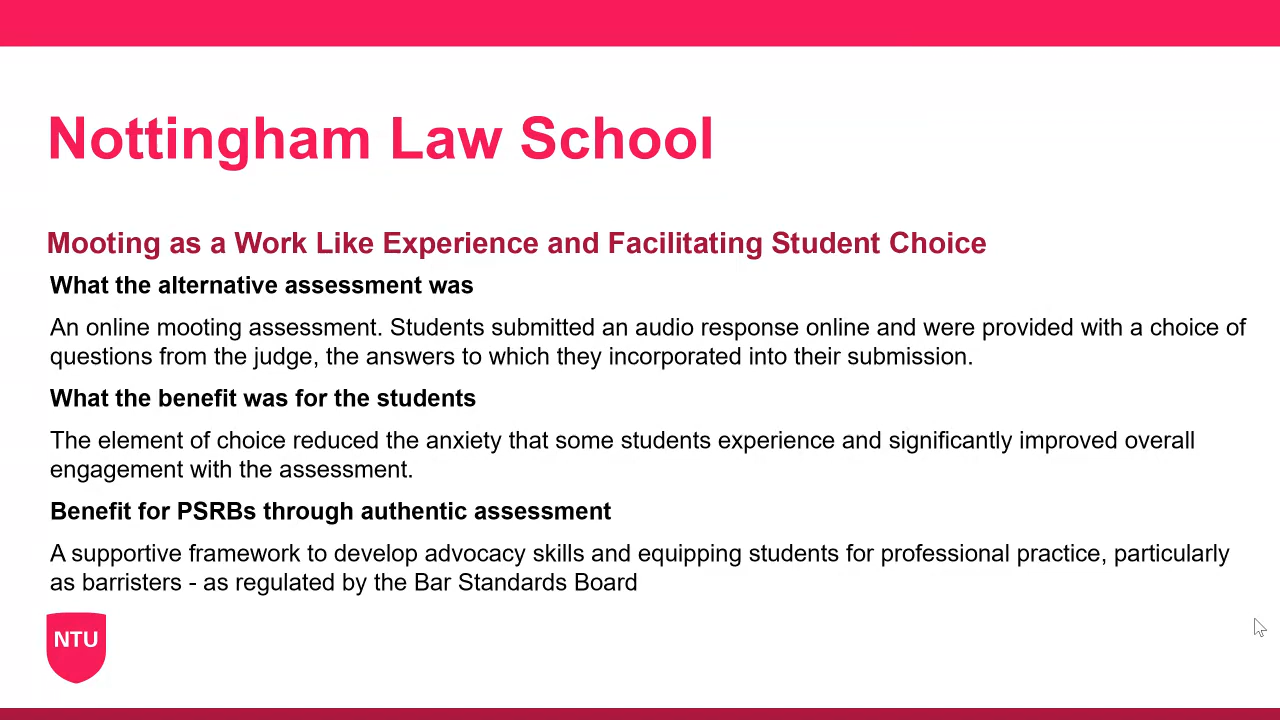 Nottingham Law School
Mooting as a Work Like Experience and Facilitating Student Choice
What the alternative assessment was
An online mooting assessment. Students submitted an audio response online and were provided with a choice of
questions from the judge, the answers to which they incorporated into their submission.
What the benefit was for the students
The element of choice reduced the anxiety that some students experience and significantly improved overall
engagement with the assessment.
Benefit for PSRBs through authentic assessment
A supportive framework to develop advocacy skills and equipping students for professional practice, particularly
as barristers - as regulated by the Bar Standards Board
NTU